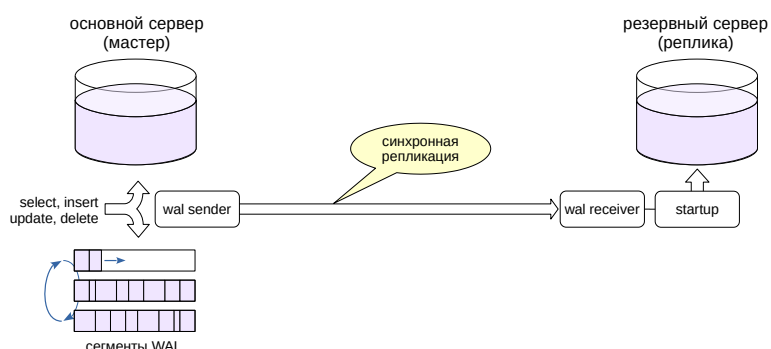 основной сервер
(мастер)
резервный сервер
(реплика)
синхронная
репликация
select, insert
update, delete
wal sender
wal receiver
startup
сегменты WAL